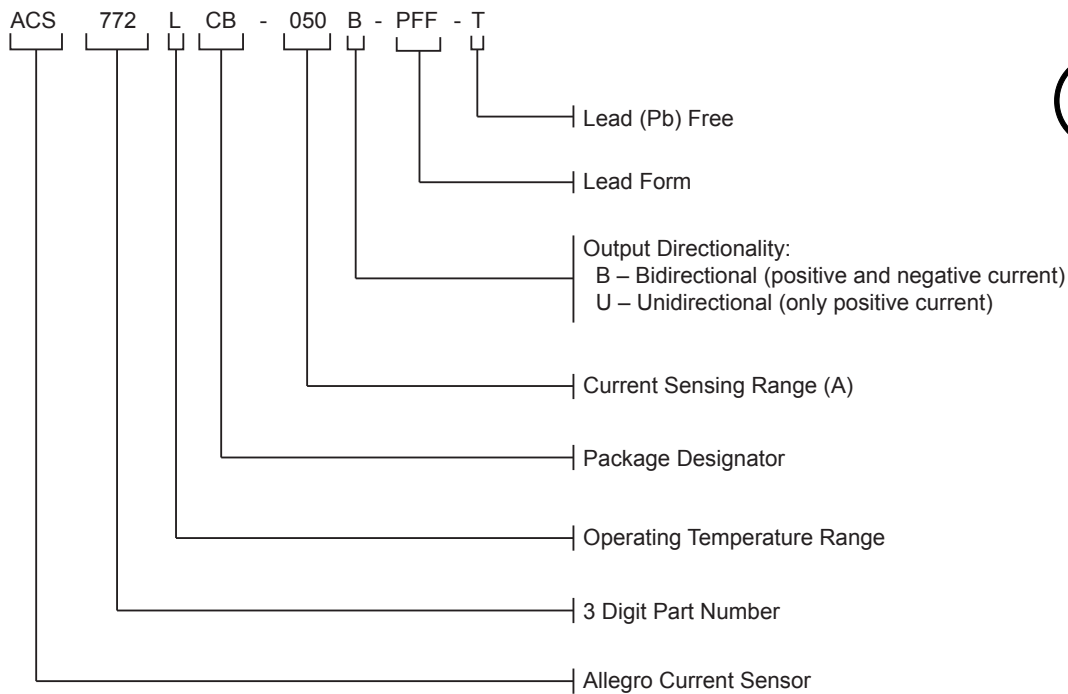 ACS 772 L CB - 050 B - PFF - T
Lead (Pb) Free
Lead Form
Output Directionality:
B – Bidirectional (positive and negative current)
U – Unidirectional (only positive current)
Current Sensing Range (A)
Package Designator
Operating Temperature Range
3 Digit Part Number
Allegro Current Sensor